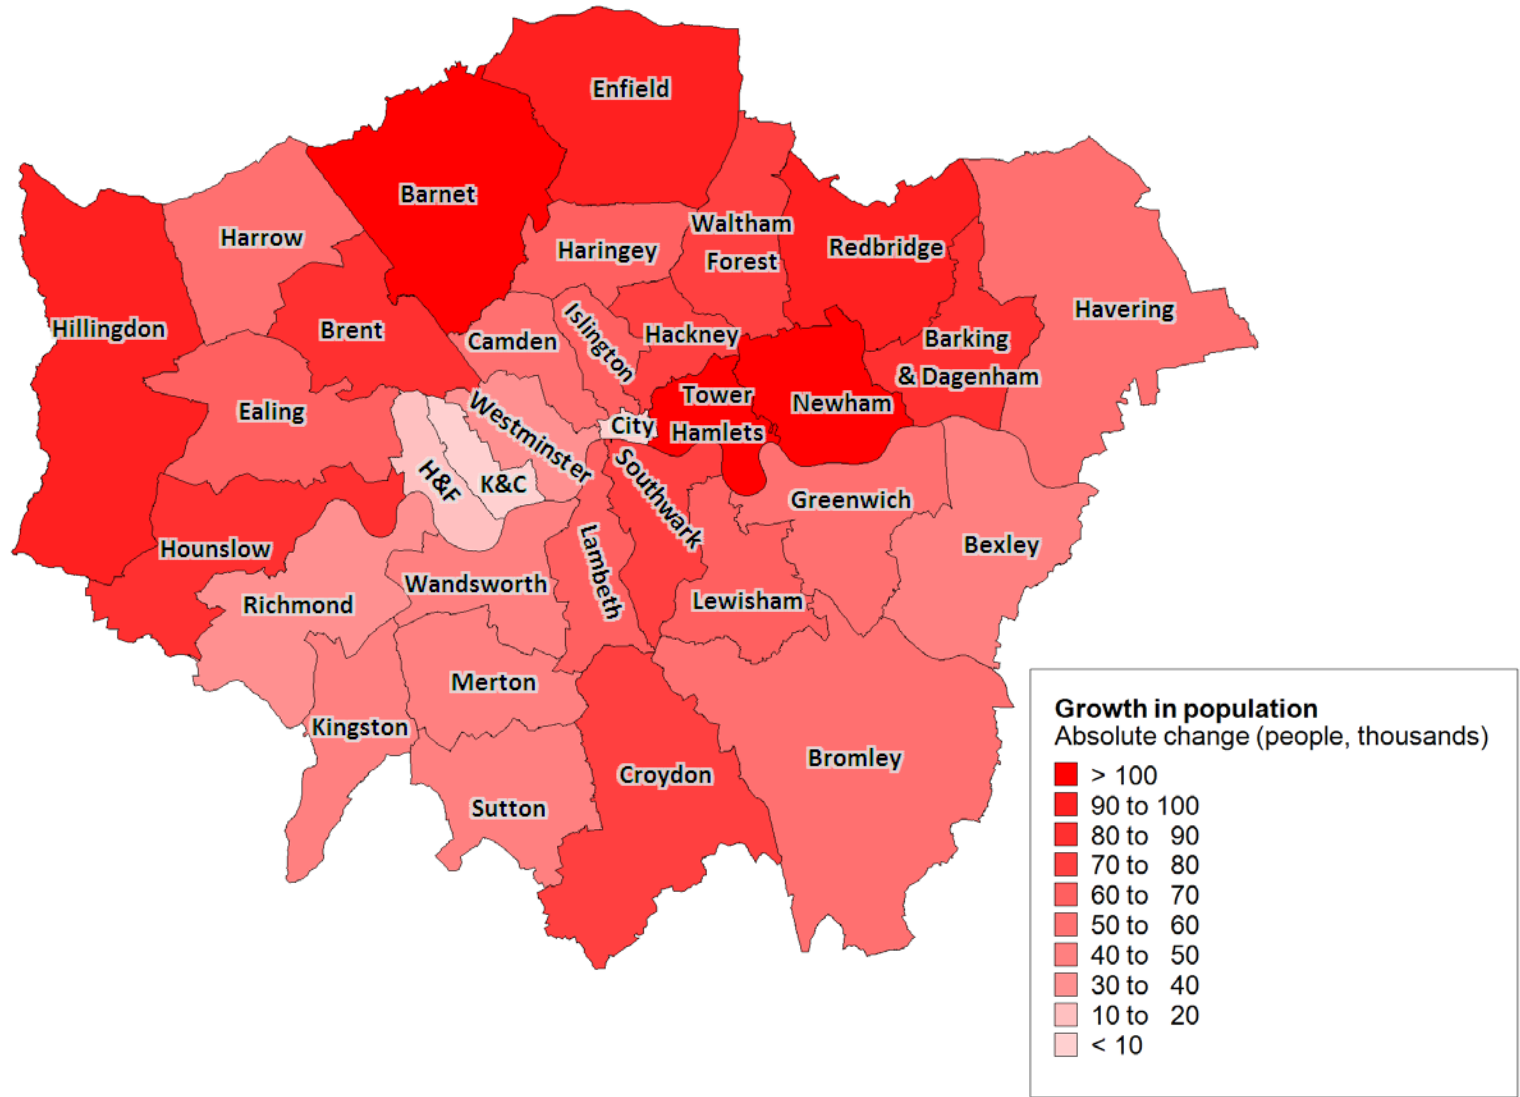 Enfield
Barnet
Harrow
Haringey
Waltham
Forest
Redbridge
Havering
Hillingdon
Brent
Camden
Islington
Hackney
Barking
& Dagenham
Ealing
Westminster
City
Tower
Hamlets
Newham
H&F
K&C
Southwark
Greenwich
Hounslow
Bexley
Richmond
Wandsworth
Lambeth
Lewisham
Merton
Kingston
Sutton
Croydon
Bromley
Growth in population
Absolute change (people, thousands)
> 100
90 to 100
80 to 90
70 to 80
60 to 70
50 to 60
40 to 50
30 to 40
10 to 20
< 10